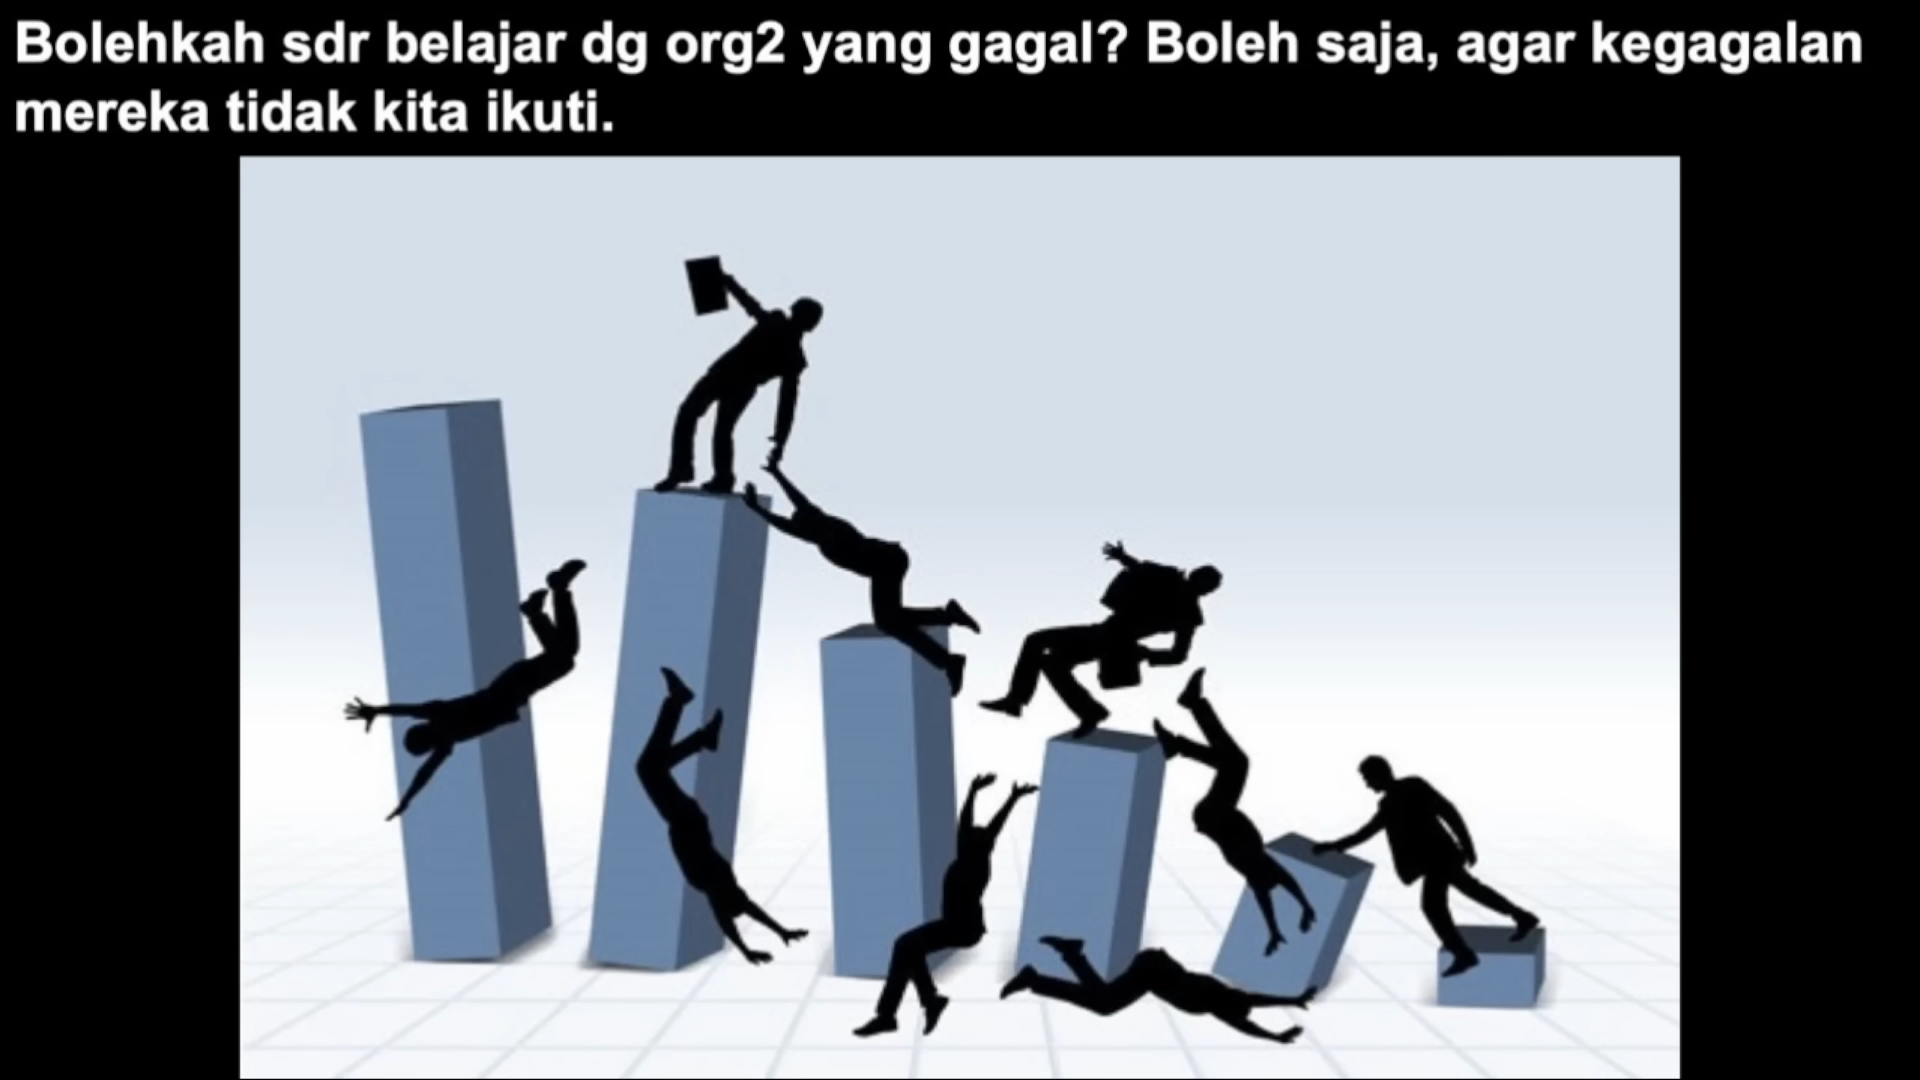 Bolehkah sdr belajar dg org2 yang gagal? Boleh saja, agar kegagalan
mereka tidak kita ikuti.